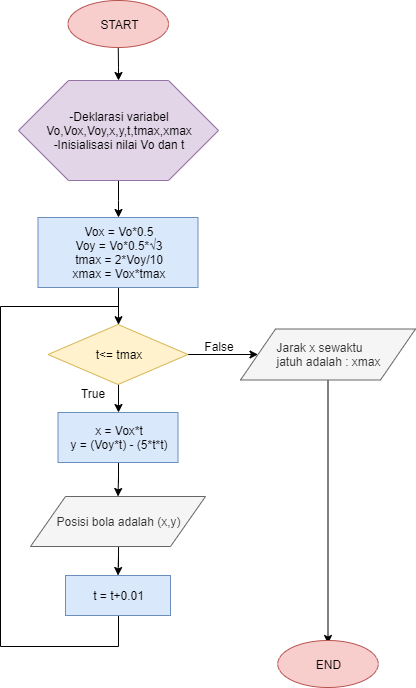 START
-Deklarasi variabel
Vo,Vox,Voy,x,y,t,tmax,xmax
-Inisialisasi nilai Vo dan t
Vox = Vo*0.5
Voy = Vo*0.5*√3
tmax = 2*Voy/10
xmax = Vox*tmax
t<= tmax
False
Jarak x sewaktu
jatuh adalah : xmax
True
x = Vox*t
y = (Voy*t) - (5*t*t)
Posisi bola adalah (x,y)
t = t+0.01
END